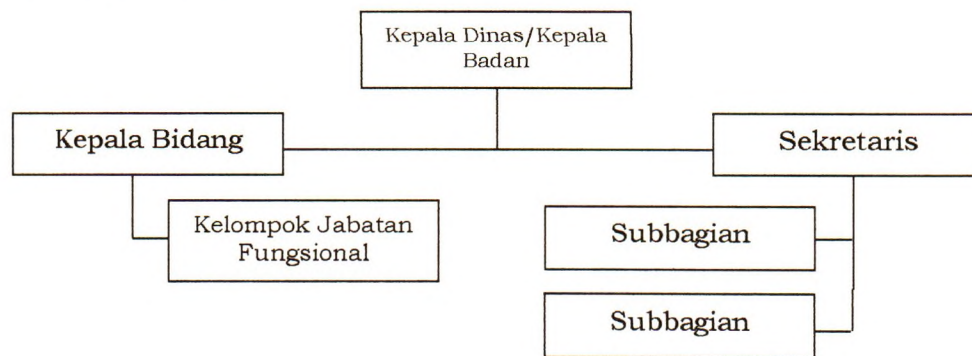 Kepala Dinas/Kepala
Badan
Kepala Bidang
Sekretaris
Kelompok Jabatan
Fungsional
Subbagian
Subbagian